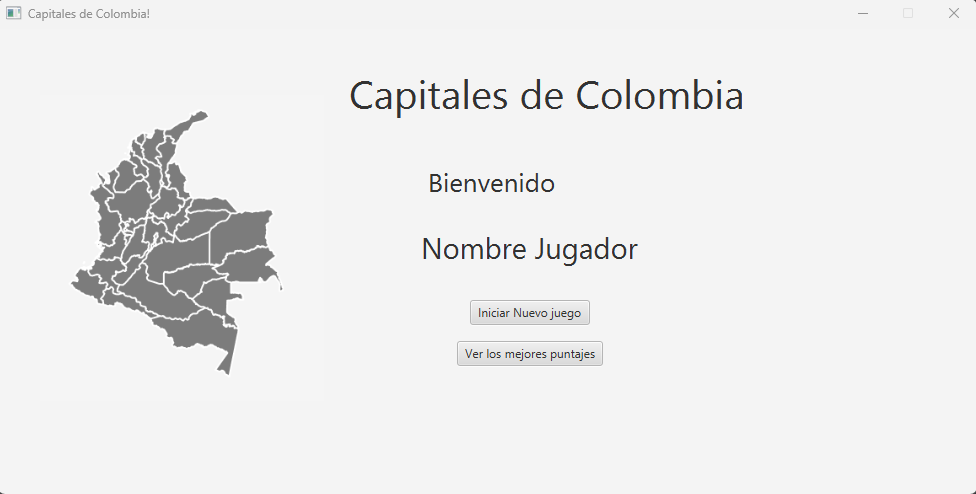 Capitales de Colombia!
Capitales de Colombia
Bienvenido
Nombre Jugador
Iniciar Nuevo juego
Ver los mejores puntajes